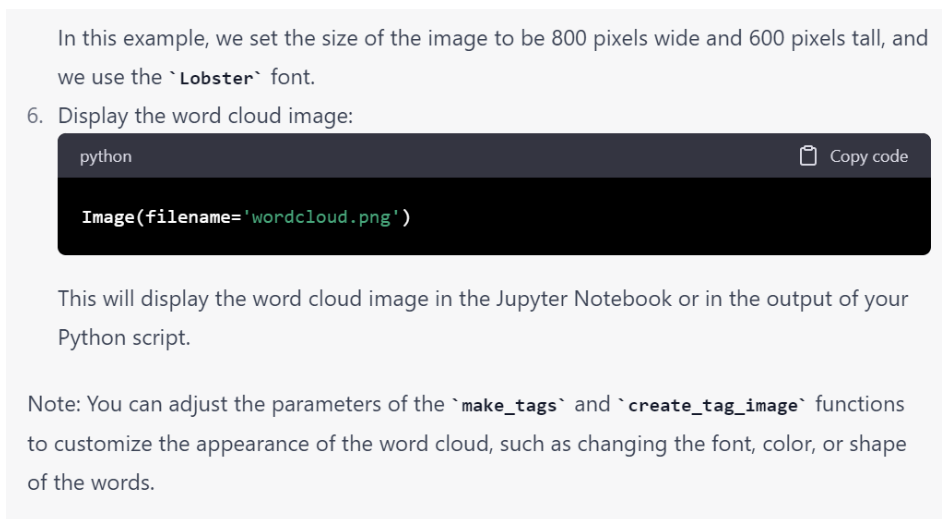 In this example, we set the size of the image to be 800 pixels wide and 600 pixels tall, and
we use the `Lobster` font.
6. Display the word cloud image:
python Copy code
Image(filename='wordcloud.png')
This will display the word cloud image in the Jupyter Notebook or in the output of your
Python script.
Note: You can adjust the parameters of the `make_tags` and `create_tag_image` functions
to customize the appearance of the word cloud, such as changing the font, color, or shape
of the words.